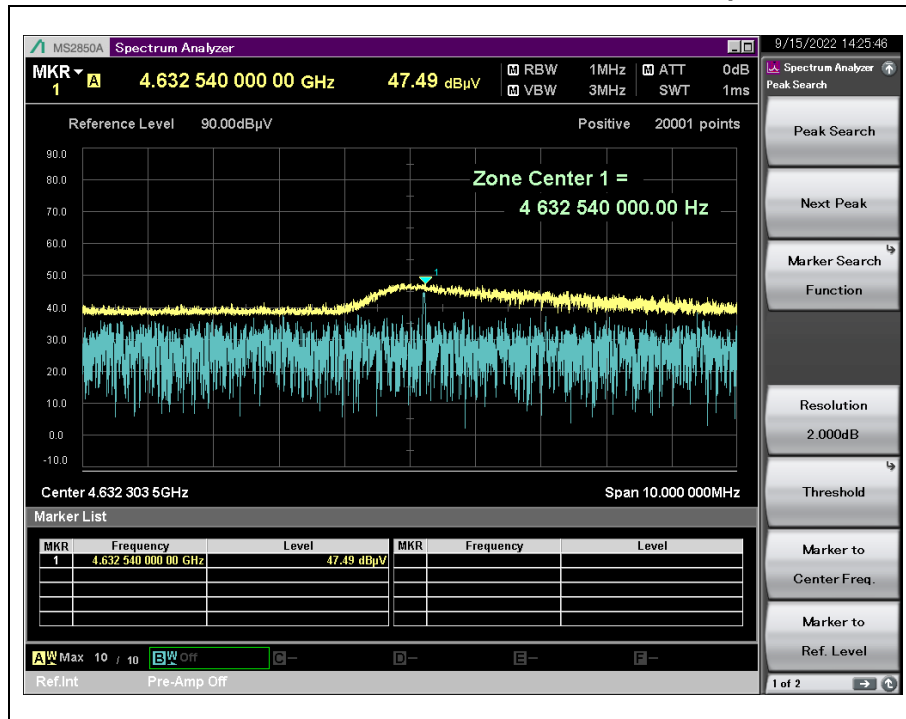 MS2850A Spectrum Analyzer
9/15/2022 14:25:46
MKR 1 A 4.632 540 000 00 GHz 47.49 dBµV
M RBW 1MHz M ATT 0dB
M VBW 3MHz SWT 1ms
Reference Level 90.00dBµV Positive 20001 points
90.0
80.0
70.0
60.0
50.0
40.0
30.0
20.0
10.0
0.0
-10.0
Zone Center 1 =
4 632 540 000.00 Hz
1
Center 4.632 303 5GHz Span 10.000 000MHz
Marker List
MKR Frequency Level MKR Frequency Level
1 4.632 540 000 00 GHz 47.49 dBµV
A W Max 10 / 10 B W Off C – D – E – F –
Ref.Int Pre-Amp Off
Spectrum Analyzer
Peak Search
Peak Search
Next Peak
Marker Search
Function
Resolution
2.000dB
Threshold
Marker to
Center Freq.
Marker to
Ref. Level
1 of 2